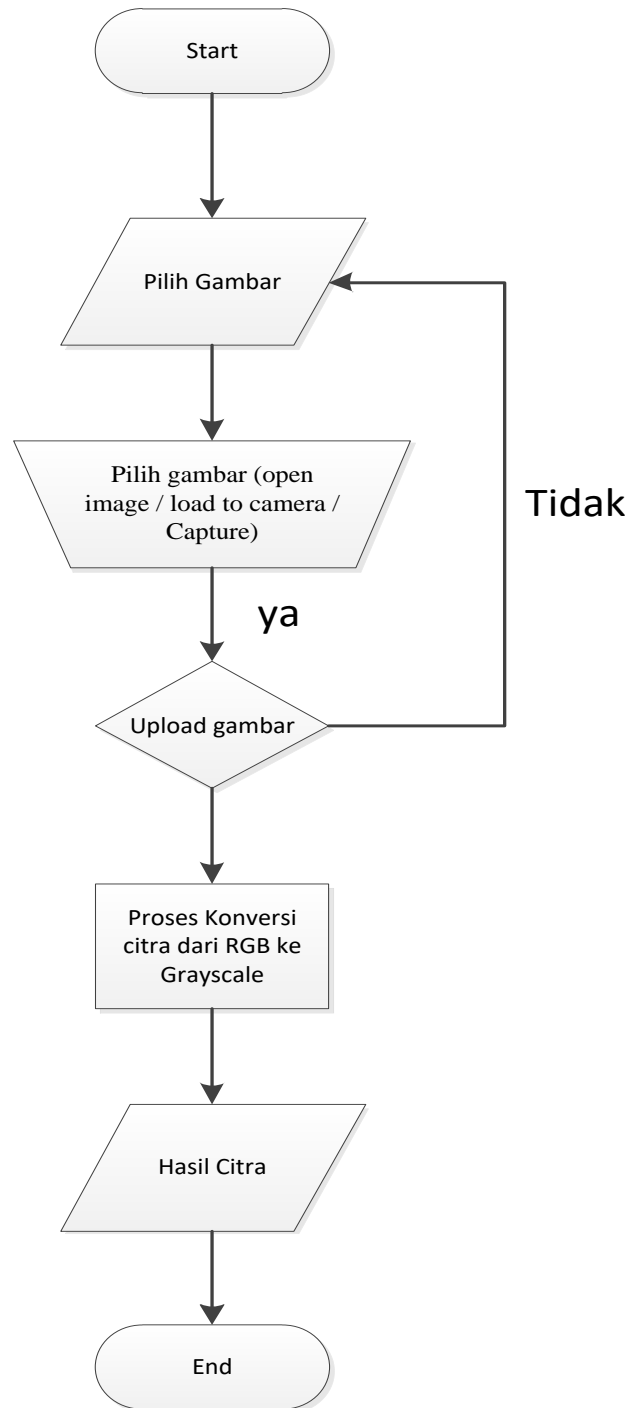 Start
Pilih Gambar
Pilih gambar (open
image / load to camera /
Capture)
Tidak
ya
Upload gambar
Proses Konversi
citra dari RGB ke
Grayscale
Hasil Citra
End